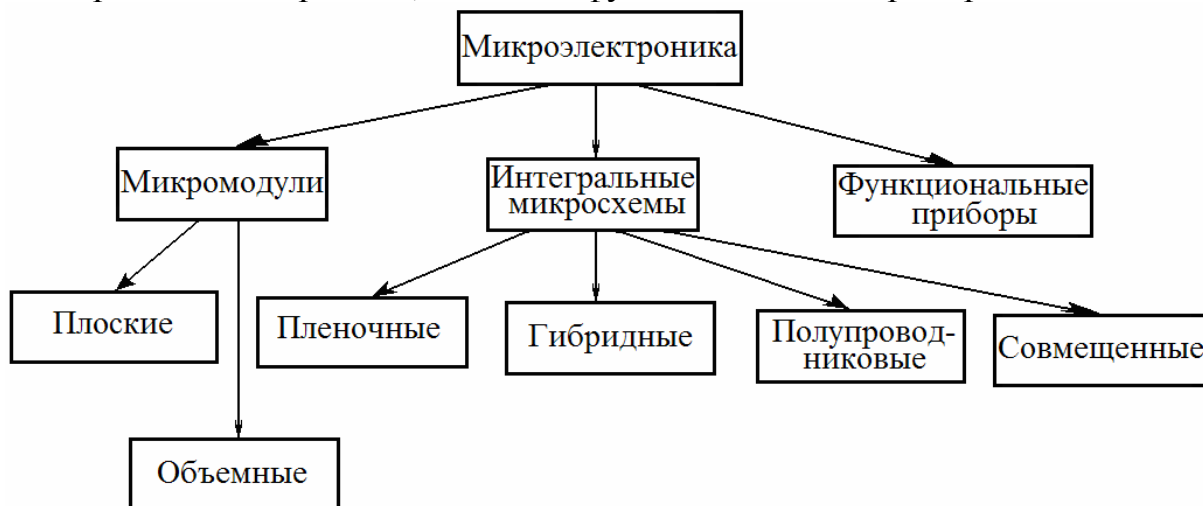 Микроэлектроника
Микромодули
Интегральные
микросхемы
Функциональные
приборы
Плоские
Пленочные
Гибридные
Полупровод-
никовые
Совмещенные
Объемные